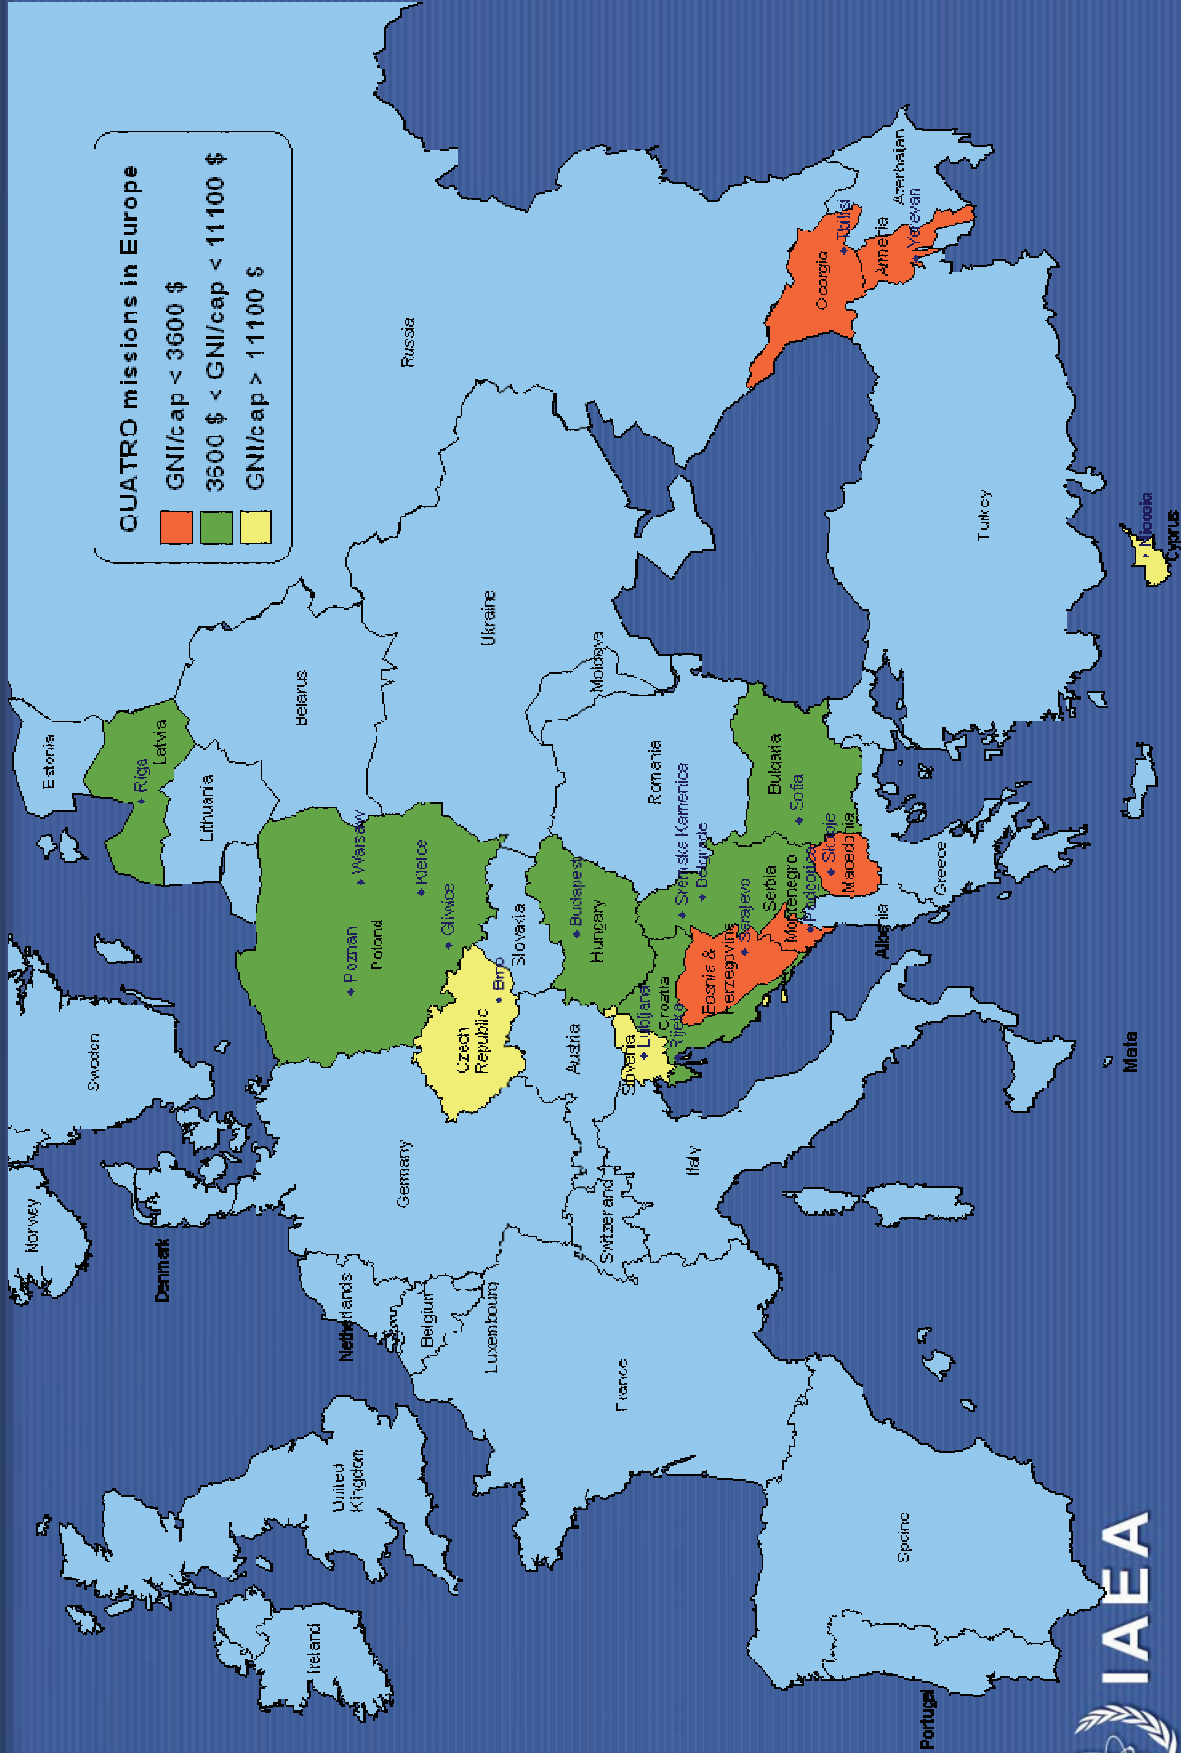 QUATRO missions in Europe
GNI/cap < 3600 $
3600 $ < GNI/cap < 11100 $
GNI/cap > 11100 $
Norway
Sweden
Estonia
Riga
Latvia
Denmark
Lithuania
Russia
Belarus
Ireland
United
Kingdom
Netherlands
Poznan
Warsaw
Poland
Kielce
Gliwice
Germany
Belgium
Luxembourg
Czech
Republic
Brno
Slovakia
Ukraine
France
Switzerland
Austria
Budapest
Hungary
Moldova
Slovenia
Ljubljana
Croatia
Rijeka
Romania
Sremska Kamenica
Belgrade
Italy
Bosnia &
Herzegovina
Sarajevo
Serbia
Montenegro
Podgorica
Bulgaria
Sofia
Skopje
Macedonia
Georgia
Tbilisi
Armenia
Yerevan
Azerbaijan
Albania
Greece
Turkey
Portugal
Spain
Malta
Nicosia
Cyprus
IAEA